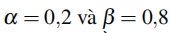 α = 0,2 và β = 0,8